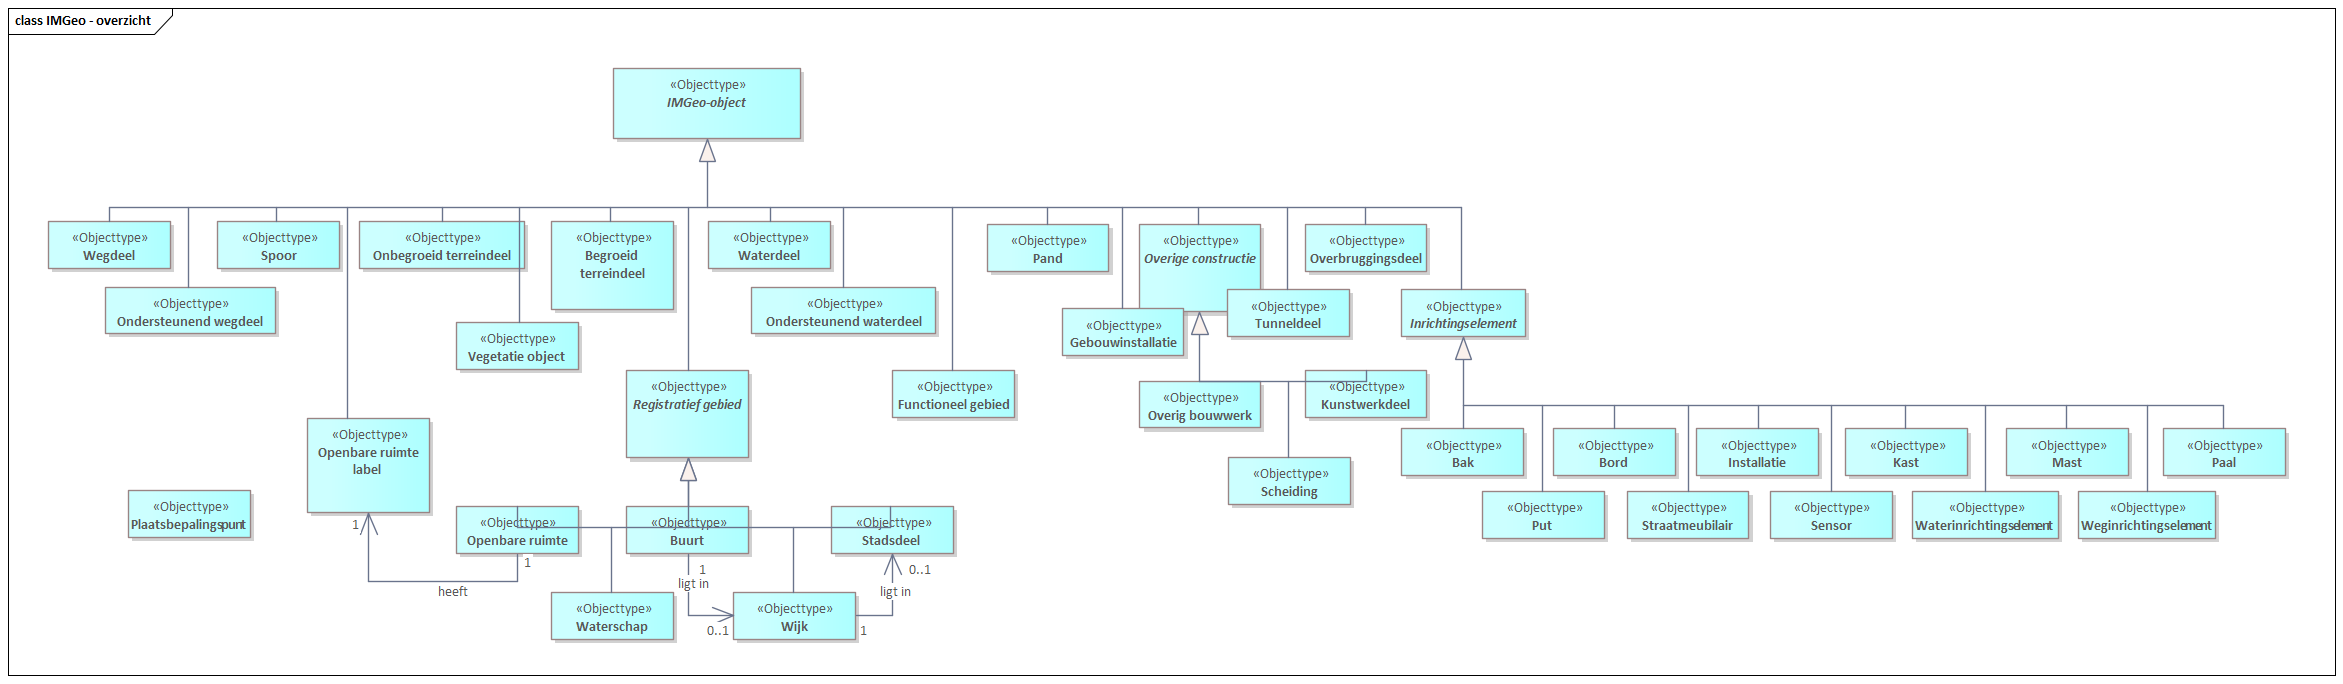 class IMGeo - overzicht
«Objecttype»
IMGeo-object
«Objecttype»
Wegdeel
«Objecttype»
Spoor
«Objecttype»
Onbegroeid terreindeel
«Objecttype»
Begroeid
terreindeel
«Objecttype»
Waterdeel
«Objecttype»
Pand
«Objecttype»
Overige constructie
«Objecttype»
Overbruggingsdeel
«Objecttype»
Ondersteunend wegdeel
«Objecttype»
Vegetatie object
«Objecttype»
Ondersteunend waterdeel
«Objecttype»
Gebouwinstallatie
«Objecttype»
Tunneldeel
«Objecttype»
Inrichtingselement
«Objecttype»
Registratief gebied
«Objecttype»
Functioneel gebied
«Objecttype»
Overig bouwwerk
«Objecttype»
Kunstwerkdeel
«Objecttype»
Openbare ruimte
label
«Objecttype»
Scheiding
«Objecttype»
Bak
«Objecttype»
Bord
«Objecttype»
Installatie
«Objecttype»
Kast
«Objecttype»
Mast
«Objecttype»
Paal
«Objecttype»
Put
«Objecttype»
Straatmeubilair
«Objecttype»
Sensor
«Objecttype»
Waterinrichtingselement
«Objecttype»
Weginrichtingselement
«Objecttype»
Plaatsbepalingspunt
1
«Objecttype»
Openbare ruimte
«Objecttype»
Buurt
«Objecttype»
Stadsdeel
1
heeft
1
ligt in
0..1
0..1
ligt in
1
«Objecttype»
Waterschap
«Objecttype»
Wijk